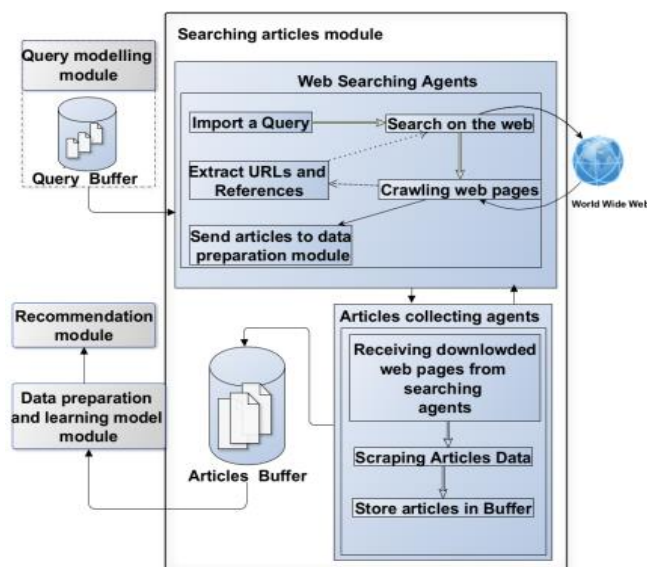 Searching articles module
Query modelling
module
Query Buffer
Web Searching Agents
Import a Query
Search on the web
Extract URLs and
References
Crawling web pages
Send articles to data
preparation module
World Wide Web
Recommendation
module
Data preparation
and learning model
module
Articles Buffer
Articles collecting agents
Receiving downlowded
web pages from
searching
agents
Scraping Articles Data
Store articles in Buffer